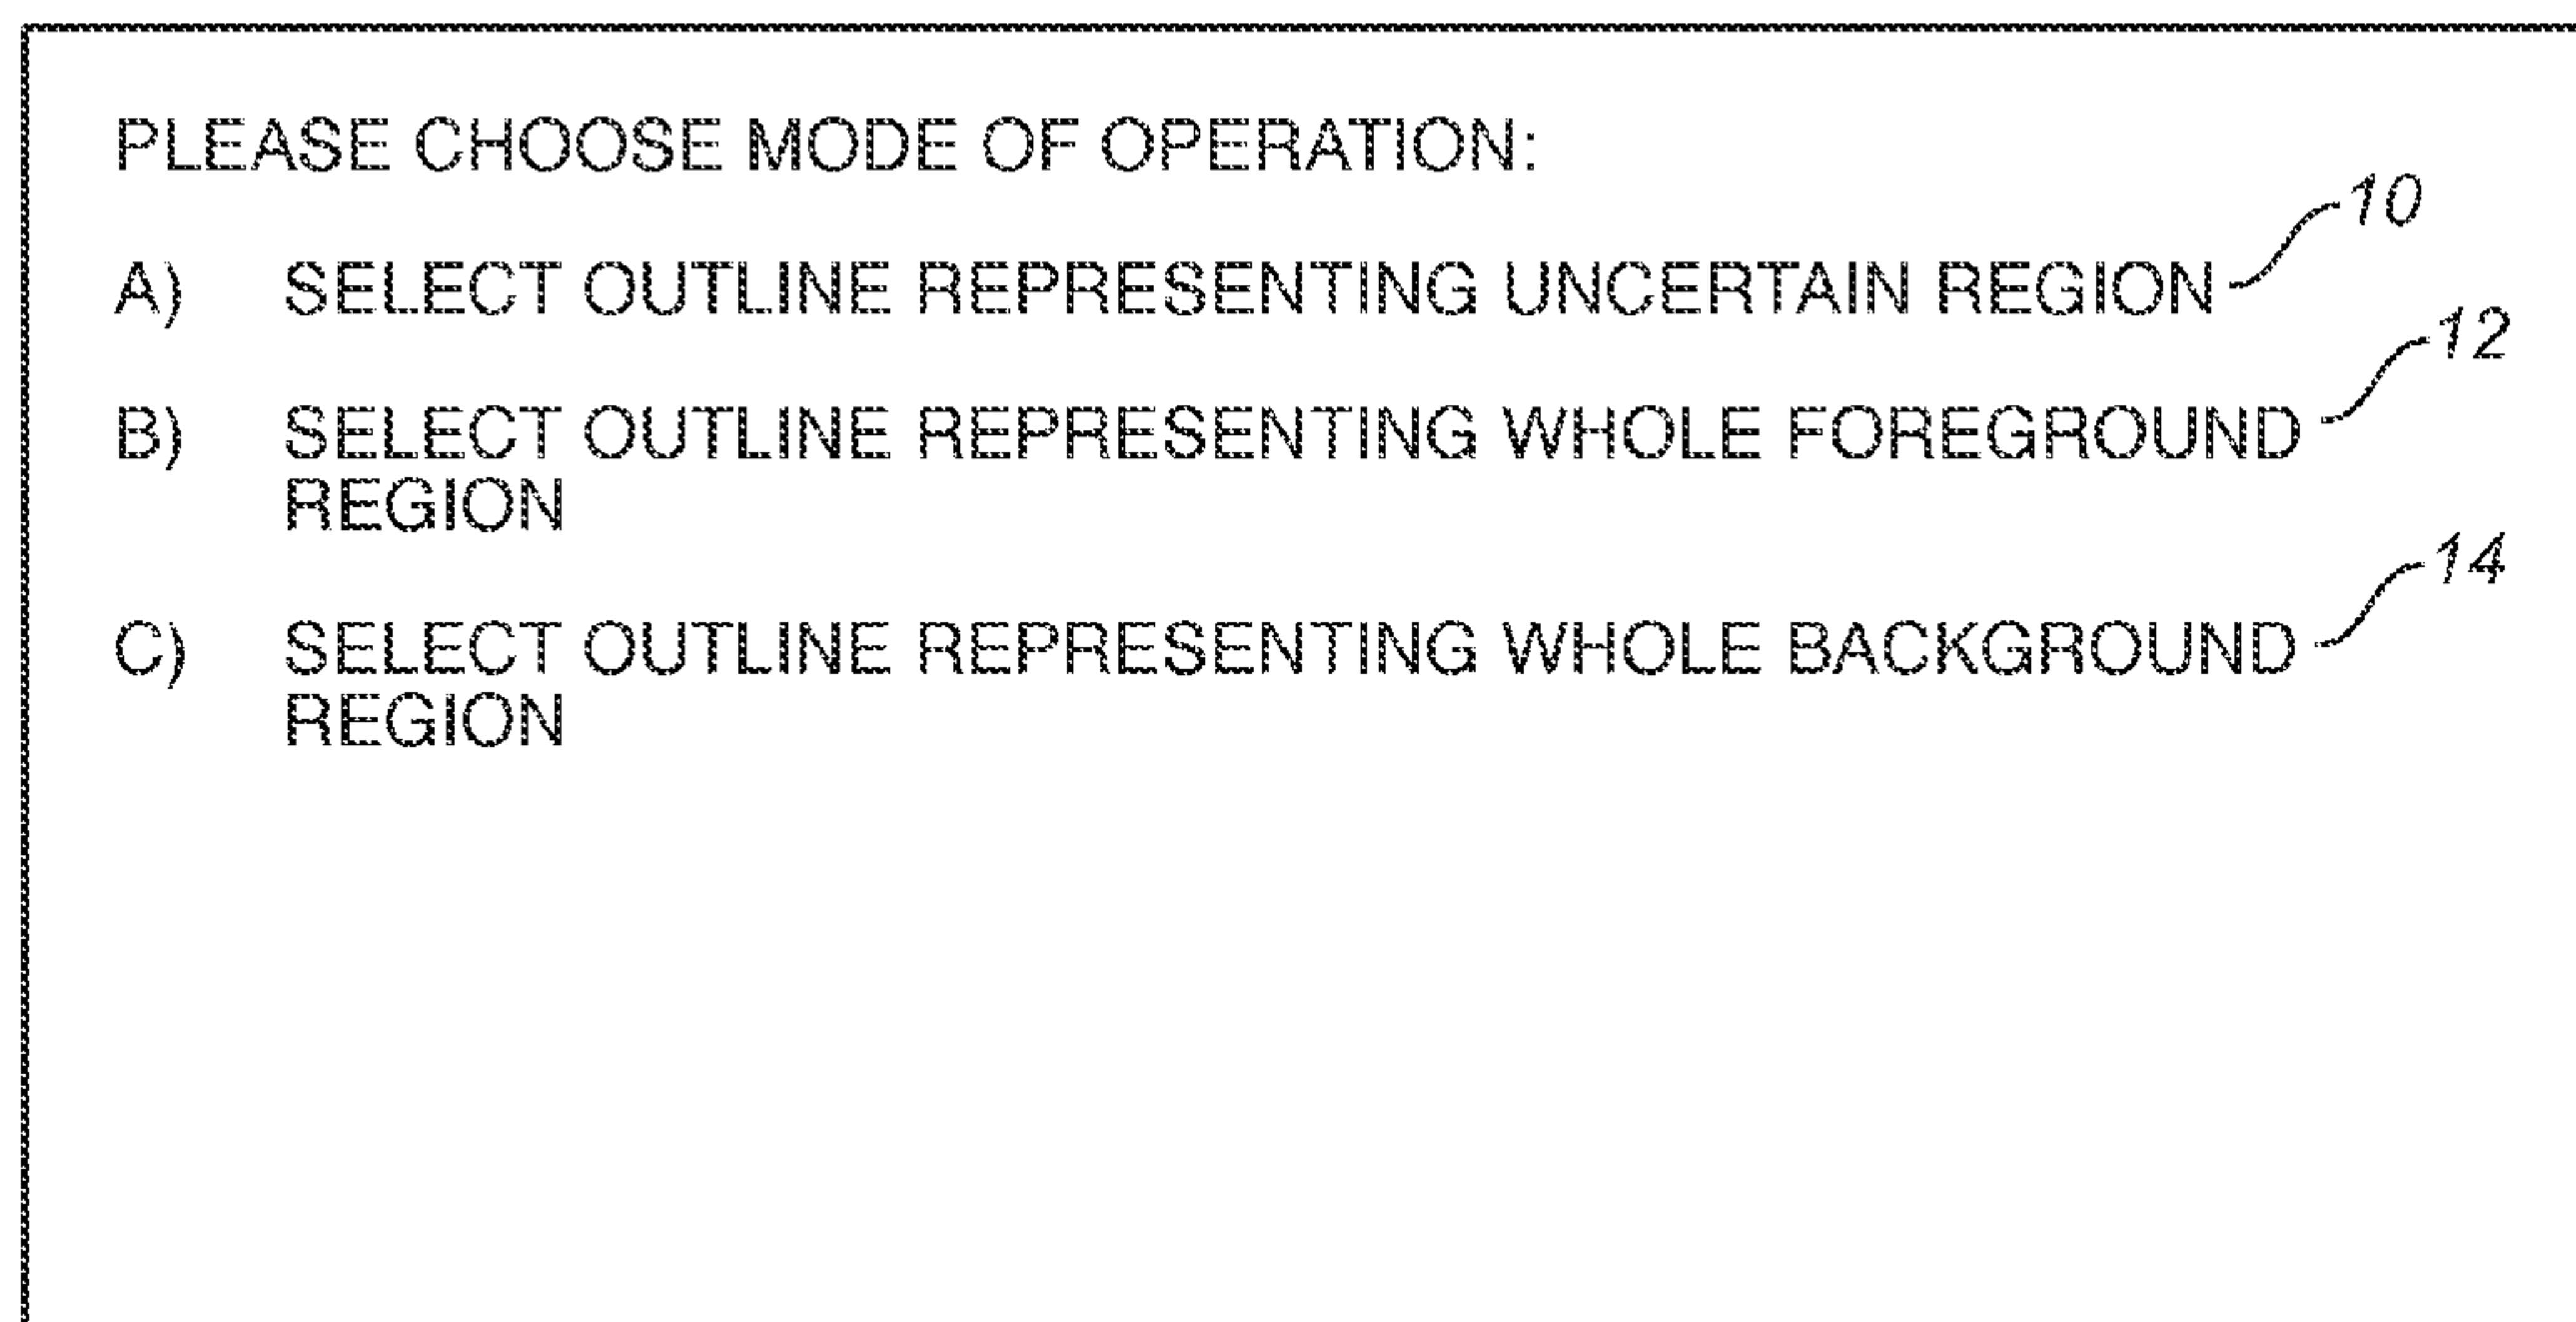 PLEASE CHOOSE MODE OF OPERATION:
10
A) SELECT OUTLINE REPRESENTING UNCERTAIN REGION
12
B) SELECT OUTLINE REPRESENTING WHOLE FOREGROUND
REGION
14
C) SELECT OUTLINE REPRESENTING WHOLE BACKGROUND
REGION